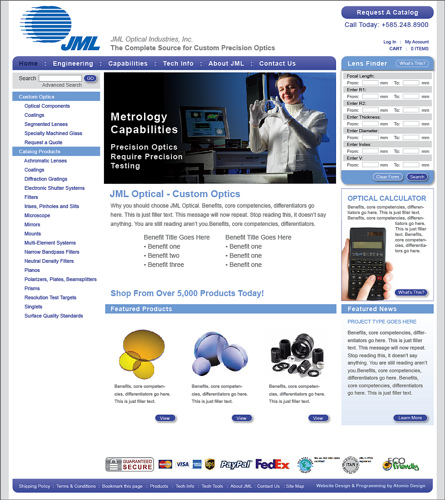 JML
JML Optical Industries, Inc.
The Complete Source for Custom Precision Optics
Request A Catalog
Call Today: +585.248.8900
Log In : My Account
CART : (0) ITEMS
Home : Engineering : Capabilities : Tech Info : About JML : Contact Us
Search GO
Advanced Search
Custom Optics
Optical Components
Coatings
Segmented Lenses
Specialty Machined Glass
Request a Quote
Catalog Products
Achromatic Lenses
Coatings
Diffraction Gratings
Electronic Shutter Systems
Filters
Irises, Pinholes and Slits
Microscope
Mirrors
Mounts
Multi-Element Systems
Narrow Bandpass Filters
Neutral Density Filters
Planos
Polarizers, Plates, Beamsplitters
Prisms
Resolution Test Targets
Singlets
Surface Quality Standards
Metrology
Capabilities
Precision Optics
Require Precision
Testing
JML Optical - Custom Optics
Why you should choose JML Optical. Benefits, core competencies, differentiators go
here. This is just filler text. This message will now repeat. Stop reading this, it doesn't say
anything. You are still reading aren't you.Benefits, core competencies, differentiators.
Benefit Title Goes Here
- Benefit one
- Benefit two
- Benefit three
Benefit Title Goes Here
- Benefit one
- Benefit one
- Benefit one
Shop From Over 5,000 Products Today!
Featured Products
Benefits, core competen-
cies, differentiators go here.
This is just filler text.
View
Benefits, core competen-
cies, differentiators go here.
This is just filler text.
View
Benefits, core competen-
cies, differentiators go here.
This is just filler text.
View
Lens Finder What's This?
Focal Length:
From: mm To: mm
Enter R1:
From: mm To: mm
Enter R2:
From: mm To: mm
Enter Thickness:
From: mm To: mm
Enter Diameter:
From: mm To: mm
Enter Index
From: mm To: mm
Enter V:
From: mm To: mm
Clear Form Search
OPTICAL CALCULATOR
Benefits, core competencies, differen-
tiators go here. This is just filler text.
Benefits, core
competencies,
differentiators
go here. This is
just filler text.
Benefits, core
competen-
cies, differen-
tiators go here.
What's This?
Featured News
PROJECT TYPE GOES HERE
Benefits, core competencies, differ-
entiators go here. This is just filler text.
This message will now repeat. Stop
reading this, it doesn't say anything.
You are still reading aren't
you.Benefits, core competencies,
differentiators go here. Benefits, core
competencies, differentiators go
here. This is just filler text.
Learn More
GUARANTEED
SECURE
VISA
PayPal
FedEx
ITAR
ECO
Friendly
Shipping Policy : Terms & Conditions : Bookmark this page : Products : Tech Info : Tech Tools : About JML : Contact Us : Site Map
Website Design & Programming by Atomic Design